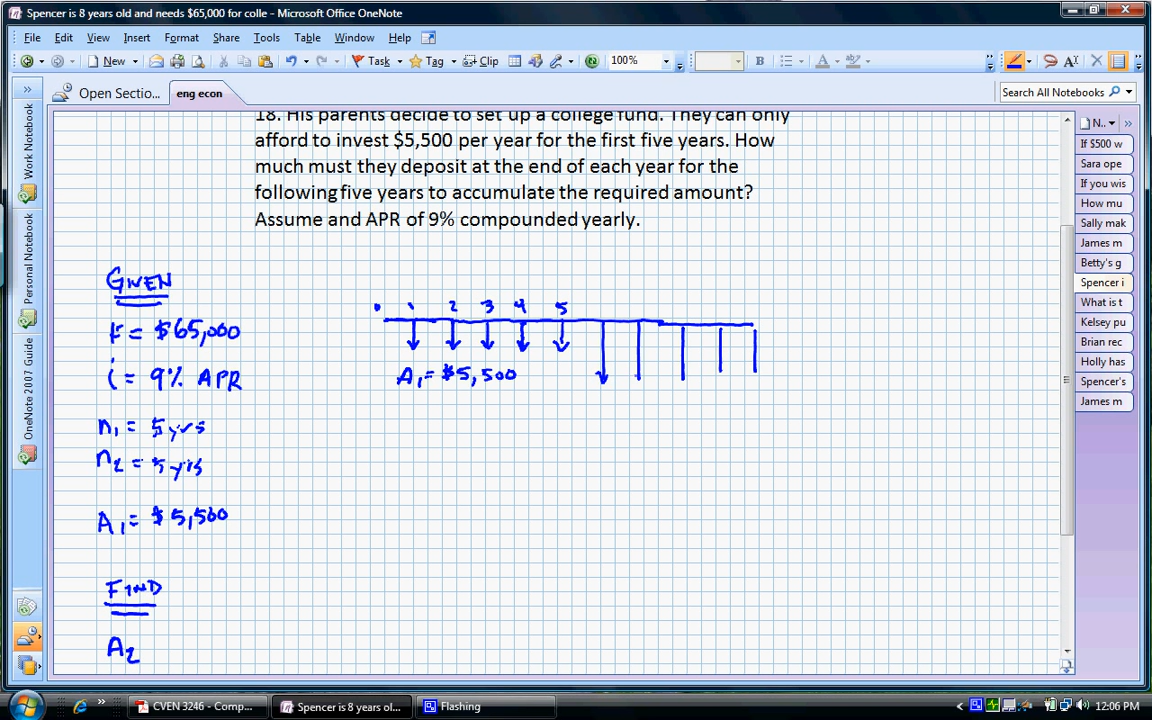 Spencer is 8 years old and needs $65,000 for colle - Microsoft Office OneNote
File Edit View Insert Format Share Tools Table Window Help
New Task Tag Clip 100% B A A
Open Sectio... eng econ Search All Notebooks
Work Notebook
Personal Notebook
OneNote 2007 Guide
18. His parents decide to set up a college fund. They can only
afford to invest $5,500 per year for the first five years. How
much must they deposit at the end of each year for the
following five years to accumulate the required amount?
Assume and APR of 9% compounded yearly.
GIVEN
F = $65,000
i = 9% APR
n1 = 5 yrs
n2 = 5 yrs
A1 = $5,500
FIND
A2
0 1 2 3 4 5
A1 = $5,500
N...
If $500 w
Sara ope
If you wis
How mu
Sally mak
James m
Betty's g
Spencer i
What is t
Kelsey pu
Brian rec
Holly has
Spencer's
James m
CVEN 3246 - Comp... Spencer is 8 years ol... Flashing 12:06 PM